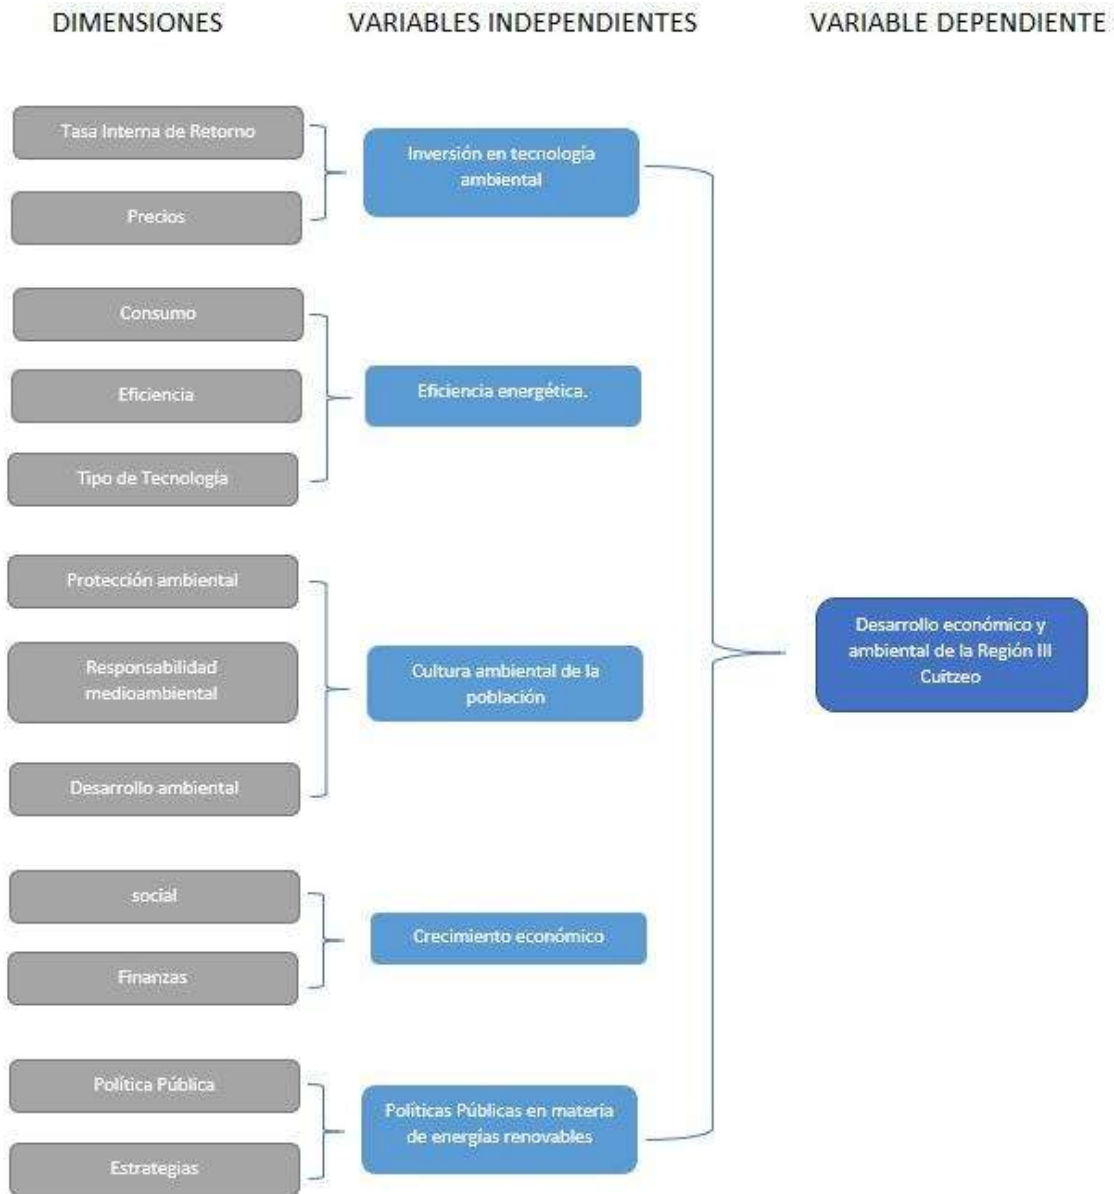 DIMENSIONES
VARIABLES INDEPENDIENTES
VARIABLE DEPENDIENTE
Tasa Interna de Retorno
Precios
Inversión en tecnología
ambiental
Consumo
Eficiencia
Tipo de Tecnología
Eficiencia energética.
Protección ambiental
Responsabilidad
medioambiental
Desarrollo ambiental
Cultura ambiental de la
población
social
Finanzas
Crecimiento económico
Política Pública
Estrategias
Políticas Públicas en materia
de energías renovables
Desarrollo económico y
ambiental de la Región III
Cuitzeo